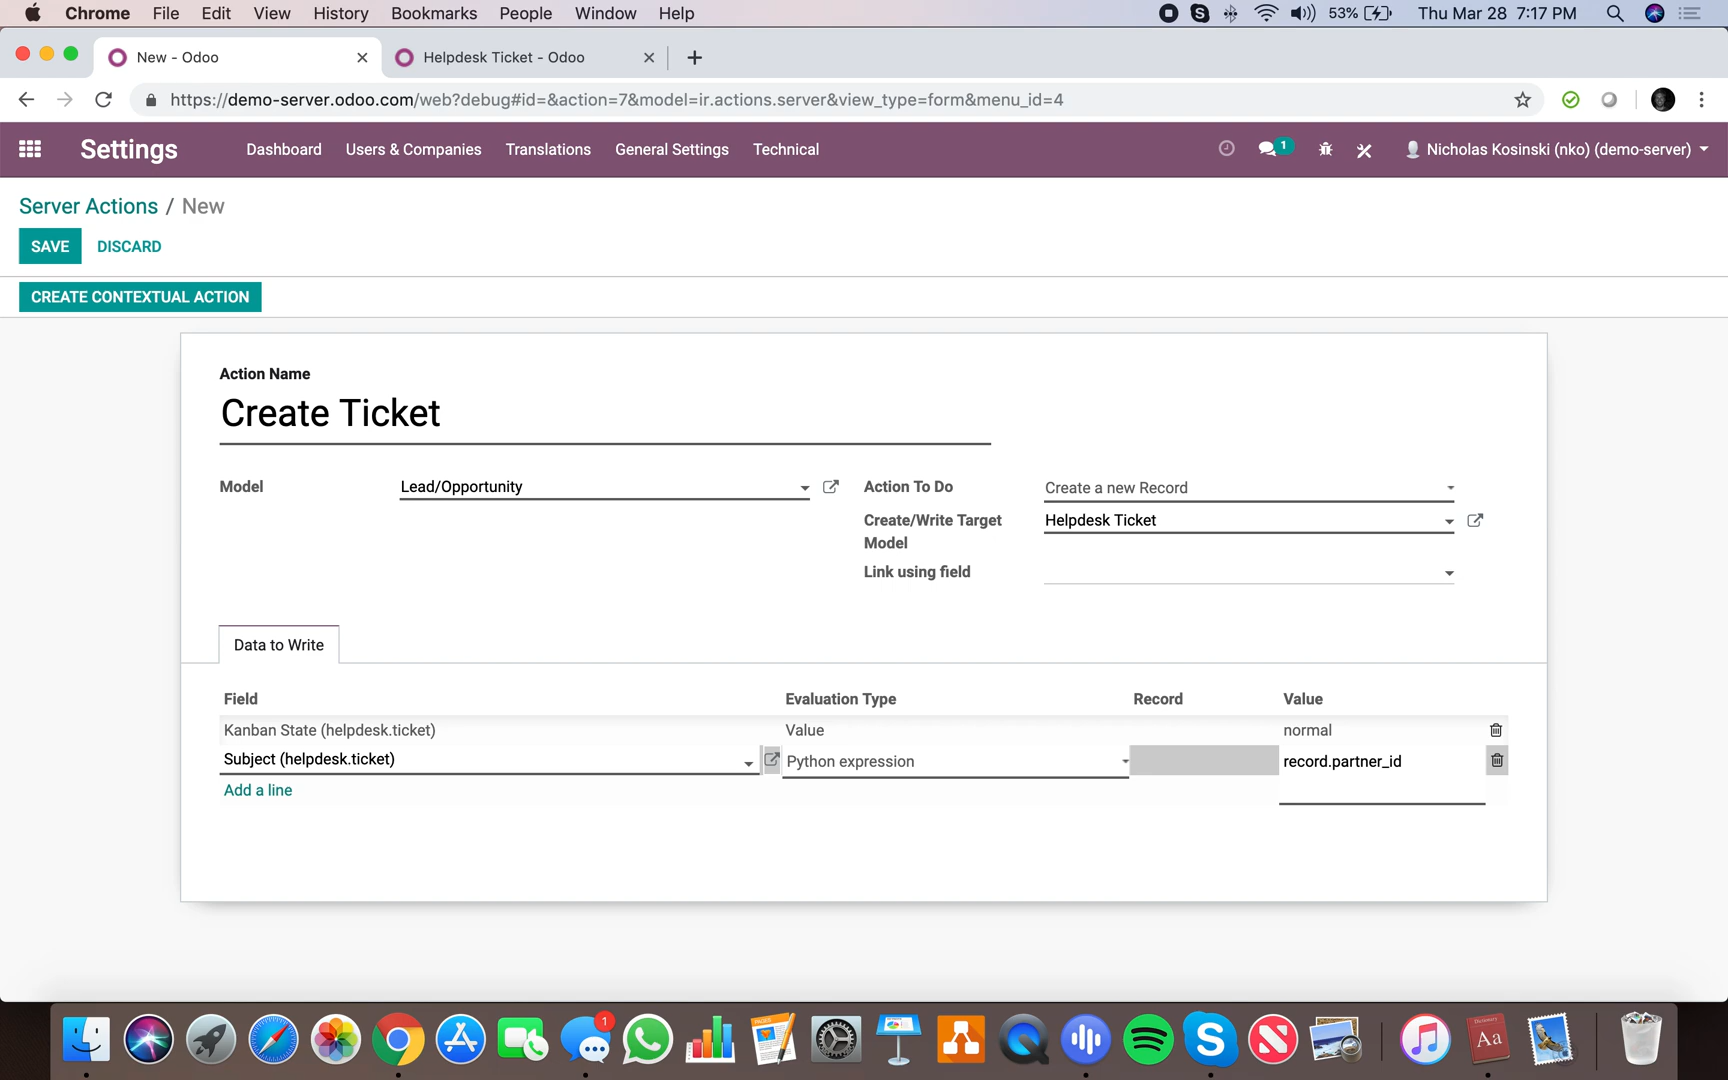 Chrome File Edit View History Bookmarks People Window Help 53% Thu Mar 28 7:17 PM
New - Odoo Helpdesk Ticket - Odoo
https://demo-server.odoo.com/web?debug#id=&action=7&model=ir.actions.server&view_type=form&menu_id=4
Settings Dashboard Users & Companies Translations General Settings Technical 1 Nicholas Kosinski (nko) (demo-server)
Server Actions / New
SAVE DISCARD
CREATE CONTEXTUAL ACTION
Action Name
Create Ticket
Model Lead/Opportunity Action To Do Create a new Record
Create/Write Target Model Helpdesk Ticket
Link using field
Data to Write
Field Evaluation Type Record Value
Kanban State (helpdesk.ticket) Value normal
Subject (helpdesk.ticket) Python expression record.partner_id
Add a line
1
Aa